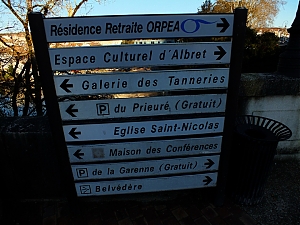 Résidence Retraite ORPEA
Espace Culturel d'Albret
Galerie des Tanneries
P du Prieuré, (Gratuit)
Eglise Saint-Nicolas
Maison des Conférences
P de la Garenne (Gratuit)
Belvédère